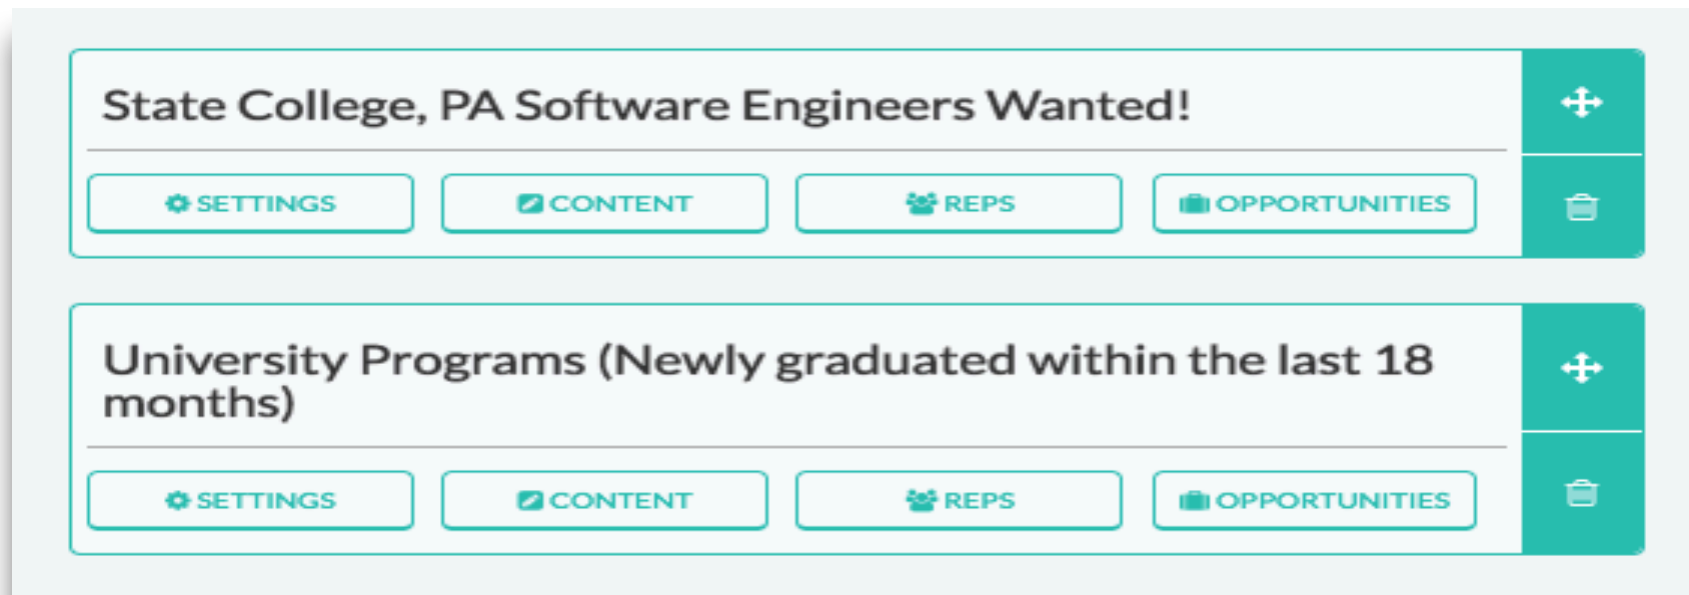 State College, PA Software Engineers Wanted!
SETTINGS CONTENT REPS OPPORTUNITIES
University Programs (Newly graduated within the last 18
months)
SETTINGS CONTENT REPS OPPORTUNITIES